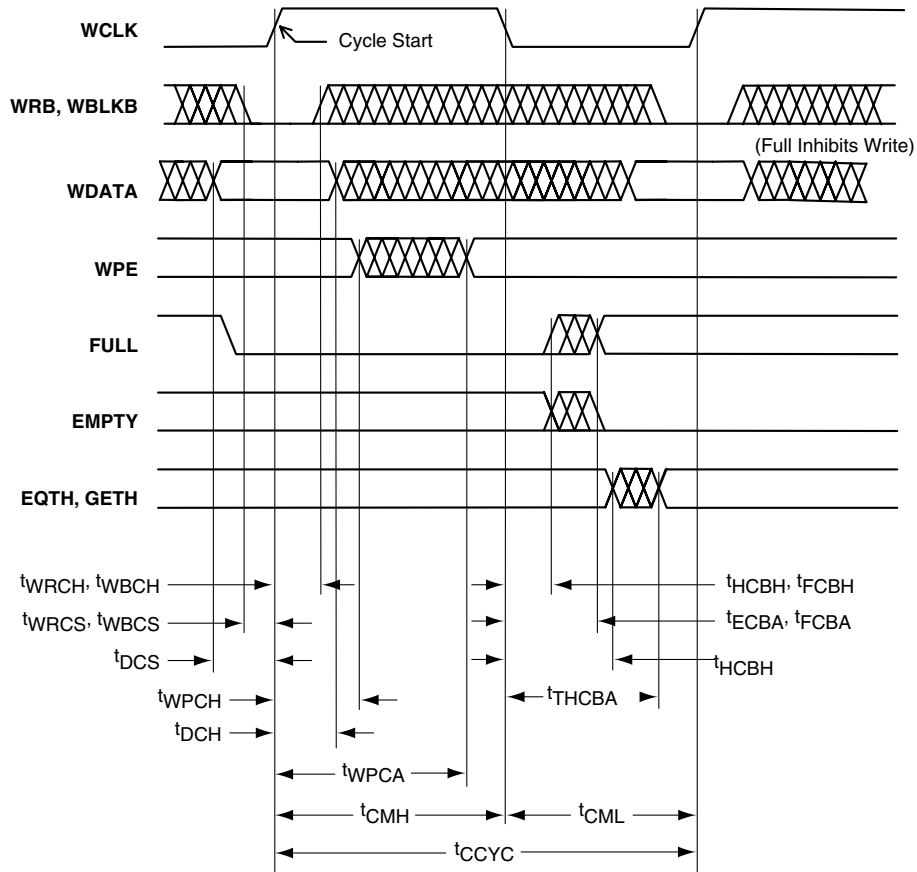 WCLK
Cycle Start
WRB, WBLKB
(Full Inhibits Write)
WDATA
WPE
FULL
EMPTY
EQTH, GETH
tWRCH, tWBCH
tHCBH, tFCBH
tWRCS, tWBCS
tECBA, tFCBA
tDCS
tHCBH
tWPCH
tTHCBA
tDCH
tWPCA
tCMH
tCML
tCCYC